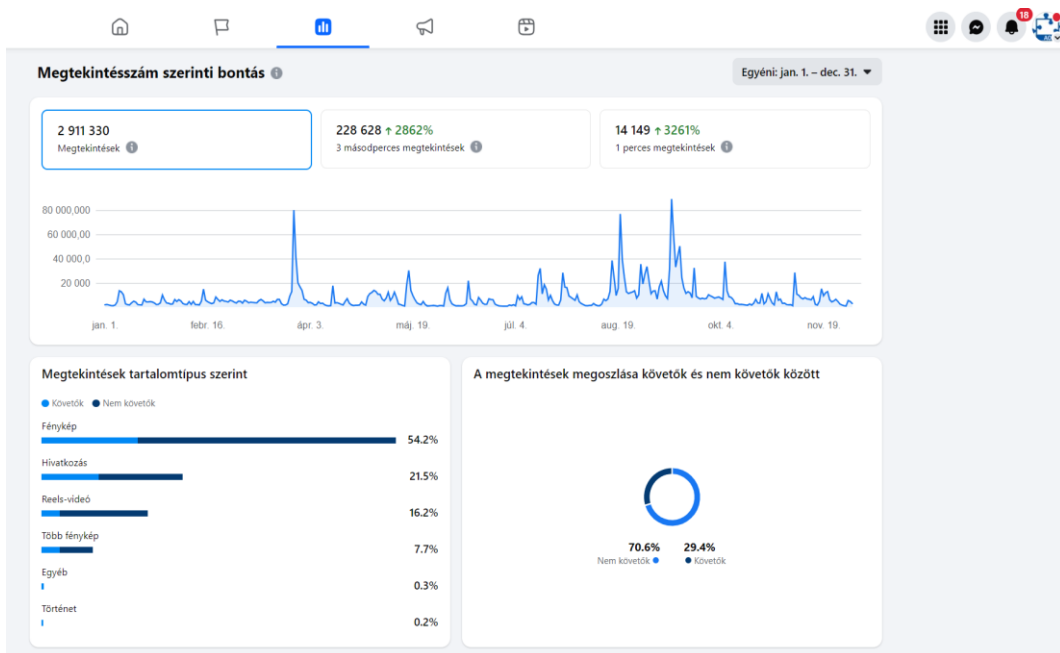 18
Megtekintésszám szerinti bontás
Egyéni: jan. 1. – dec. 31.
2 911 330
Megtekintések
228 628 ↑ 2862%
3 másodperces megtekintések
14 149 ↑ 3261%
1 perces megtekintések
80 000,000
60 000,00
40 000,0
20 000
jan. 1. febr. 16. ápr. 3. máj. 19. júl. 4. aug. 19. okt. 4. nov. 19.
Megtekintések tartalomtípus szerint
Követők Nem követők
Fénykép
54.2%
Hivatkozás
21.5%
Reels-videó
16.2%
Több fénykép
7.7%
Egyéb
0.3%
Történet
0.2%
A megtekintések megoszlása követők és nem követők között
70.6% 29.4%
Nem követők Követők